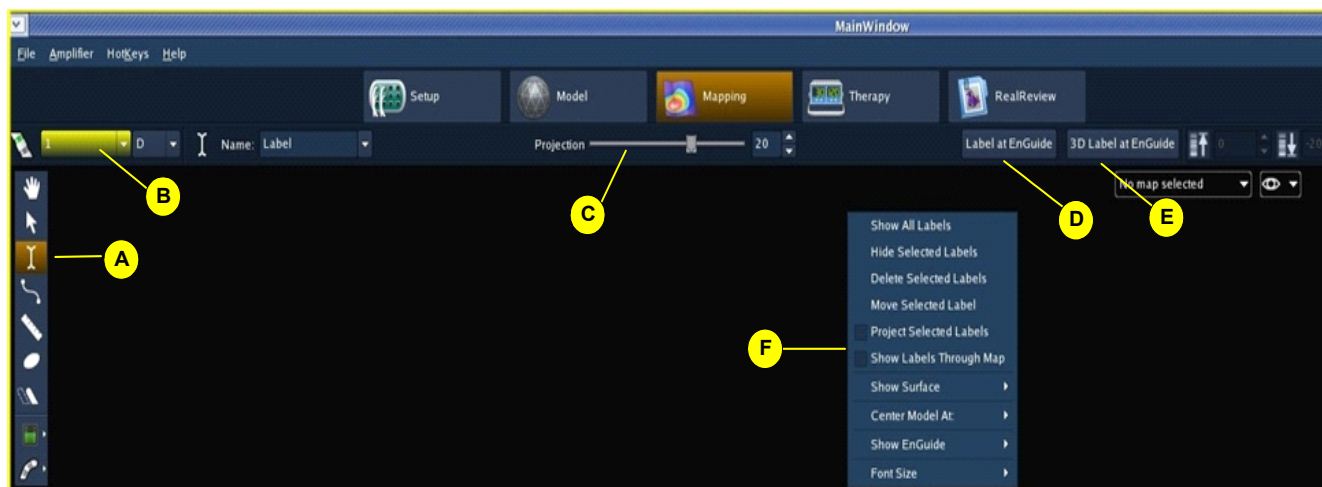 MainWindow
File Amplifier HotKeys Help
Setup Model Mapping Therapy RealReview
1 D Name: Label Projection 20 Label at EnGuide 3D Label at EnGuide 0 -20
No map selected
B
C
D
E
A
F
Show All Labels
Hide Selected Labels
Delete Selected Labels
Move Selected Label
Project Selected Labels
Show Labels Through Map
Show Surface
Center Model At:
Show EnGuide
Font Size